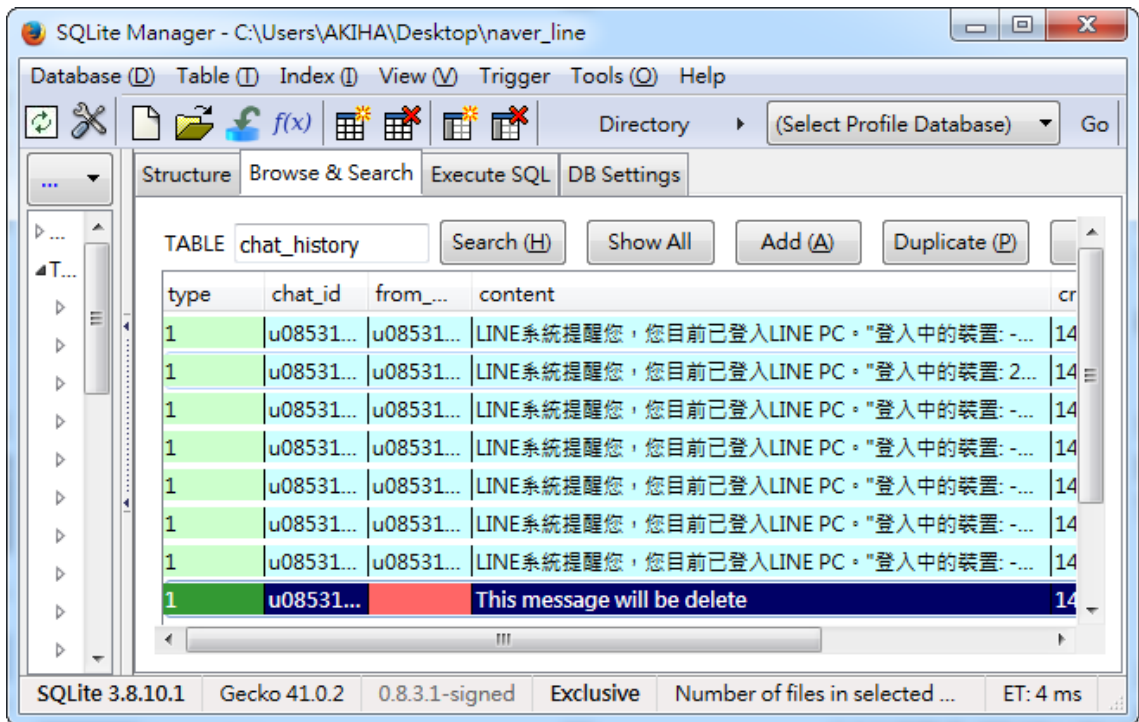 SQLite Manager - C:\Users\AKIHA\Desktop\naver_line
Database (D) Table (T) Index (I) View (V) Trigger Tools (O) Help
f(x) Directory (Select Profile Database) Go
... Structure Browse & Search Execute SQL DB Settings
... TABLE chat_history Search (H) Show All Add (A) Duplicate (P)
T...
type chat_id from_... content cr
1 u08531... u08531... LINE系統提醒您，您目前已登入LINE PC。"登入中的裝置: -... 14
1 u08531... u08531... LINE系統提醒您，您目前已登入LINE PC。"登入中的裝置: 2... 14
1 u08531... u08531... LINE系統提醒您，您目前已登入LINE PC。"登入中的裝置: -... 14
1 u08531... u08531... LINE系統提醒您，您目前已登入LINE PC。"登入中的裝置: -... 14
1 u08531... u08531... LINE系統提醒您，您目前已登入LINE PC。"登入中的裝置: -... 14
1 u08531... u08531... LINE系統提醒您，您目前已登入LINE PC。"登入中的裝置: -... 14
1 u08531... u08531... LINE系統提醒您，您目前已登入LINE PC。"登入中的裝置: -... 14
1 u08531... This message will be delete 14
SQLite 3.8.10.1 Gecko 41.0.2 0.8.3.1-signed Exclusive Number of files in selected ... ET: 4 ms